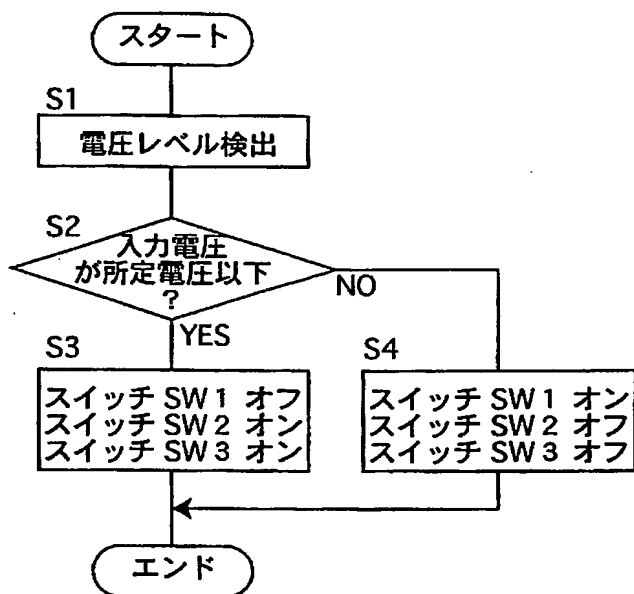 スタート
S1
電圧レベル検出
S2
入力電圧
が所定電圧以下
?
NO
YES
S3
スイッチ SW1 オフ
スイッチ SW2 オン
スイッチ SW3 オン
S4
スイッチ SW1 オン
スイッチ SW2 オフ
スイッチ SW3 オフ
エンド